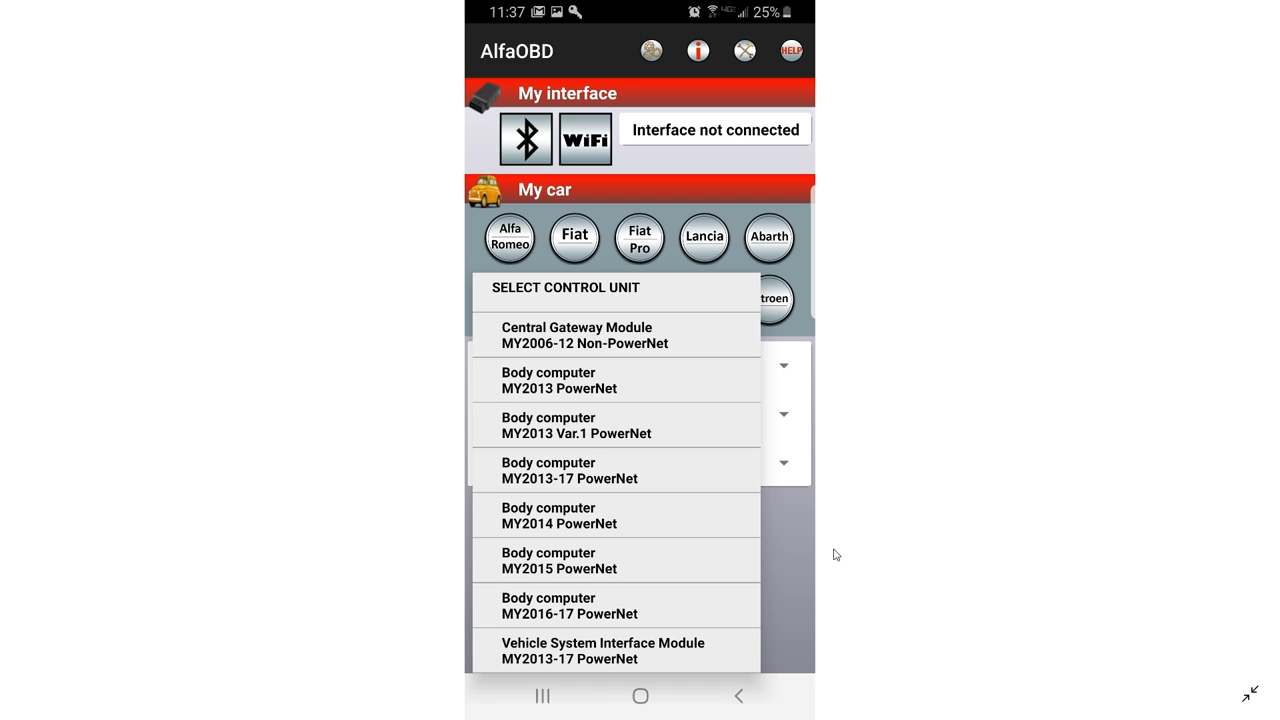 11:37
4G
25%
AlfaOBD
HELP
My interface
WiFi
Interface not connected
My car
Alfa
Romeo
Fiat
Fiat
Pro
Lancia
Abarth
troen
SELECT CONTROL UNIT
Central Gateway Module
MY2006-12 Non-PowerNet
Body computer
MY2013 PowerNet
Body computer
MY2013 Var.1 PowerNet
Body computer
MY2013-17 PowerNet
Body computer
MY2014 PowerNet
Body computer
MY2015 PowerNet
Body computer
MY2016-17 PowerNet
Vehicle System Interface Module
MY2013-17 PowerNet